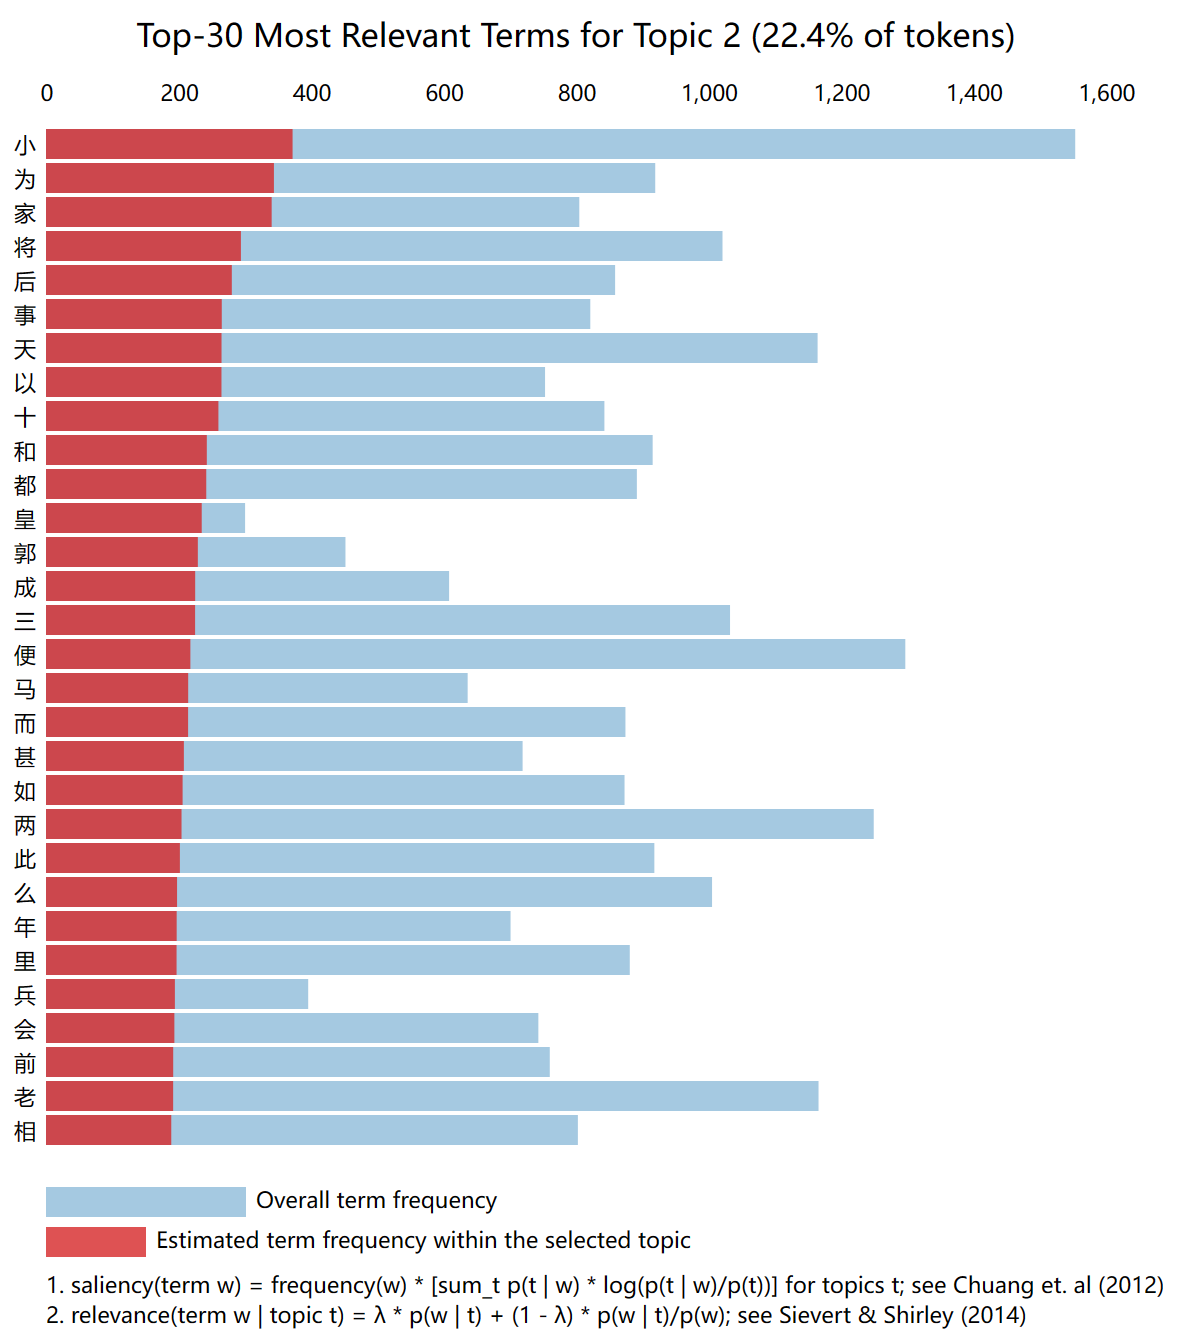 Top-30 Most Relevant Terms for Topic 2 (22.4% of tokens)
0 200 400 600 800 1,000 1,200 1,400 1,600
小
为
家
将
后
事
天
以
十
和
都
皇
郭
成
三
便
马
而
甚
如
两
此
么
年
里
兵
会
前
老
相
Overall term frequency
Estimated term frequency within the selected topic
1. saliency(term w) = frequency(w) * [sum_t p(t | w) * log(p(t | w)/p(t))] for topics t; see Chuang et. al (2012)
2. relevance(term w | topic t) = λ * p(w | t) + (1 - λ) * p(w | t)/p(w); see Sievert & Shirley (2014)